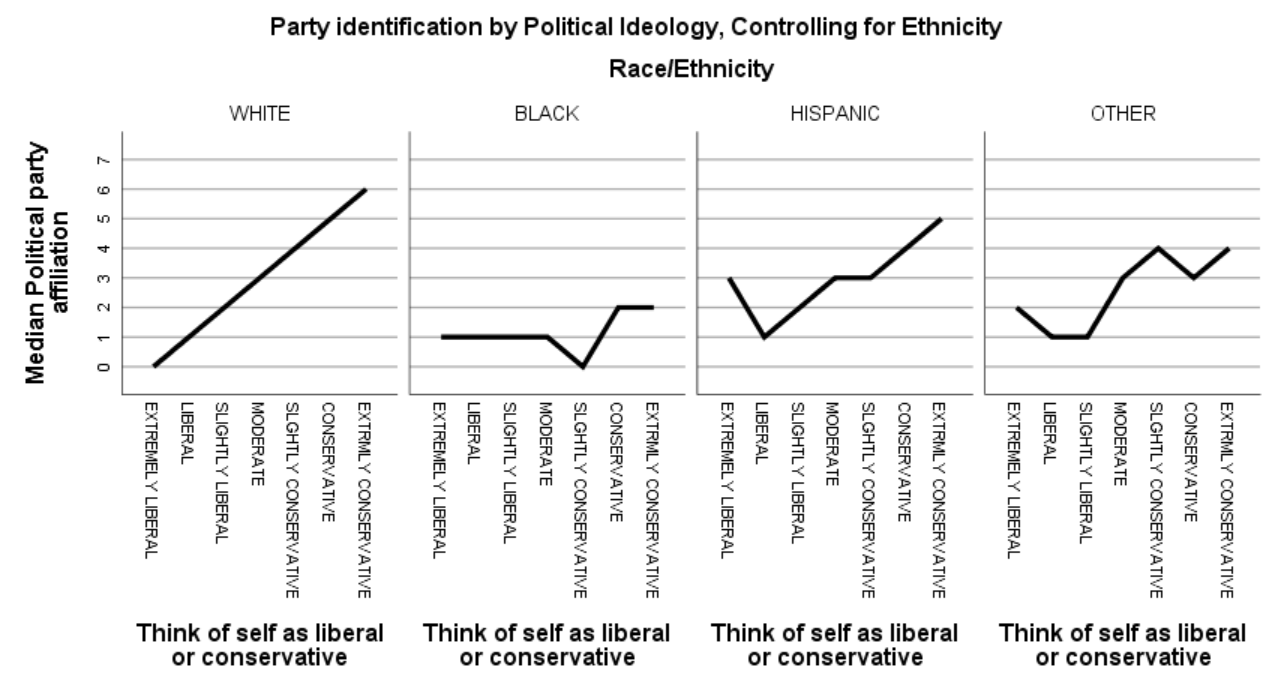 Party identification by Political Ideology, Controlling for Ethnicity
Race/Ethnicity
WHITE
BLACK
HISPANIC
OTHER
Median Political party
affiliation
7
6
5
4
3
2
1
0
EXTREMELY LIBERAL
LIBERAL
SLIGHTLY LIBERAL
MODERATE
SLGHTLY CONSERVATIVE
CONSERVATIVE
EXTRMLY CONSERVATIVE
EXTREMELY LIBERAL
LIBERAL
SLIGHTLY LIBERAL
MODERATE
SLGHTLY CONSERVATIVE
CONSERVATIVE
EXTRMLY CONSERVATIVE
EXTREMELY LIBERAL
LIBERAL
SLIGHTLY LIBERAL
MODERATE
SLGHTLY CONSERVATIVE
CONSERVATIVE
EXTRMLY CONSERVATIVE
EXTREMELY LIBERAL
LIBERAL
SLIGHTLY LIBERAL
MODERATE
SLGHTLY CONSERVATIVE
CONSERVATIVE
EXTRMLY CONSERVATIVE
Think of self as liberal
or conservative
Think of self as liberal
or conservative
Think of self as liberal
or conservative
Think of self as liberal
or conservative